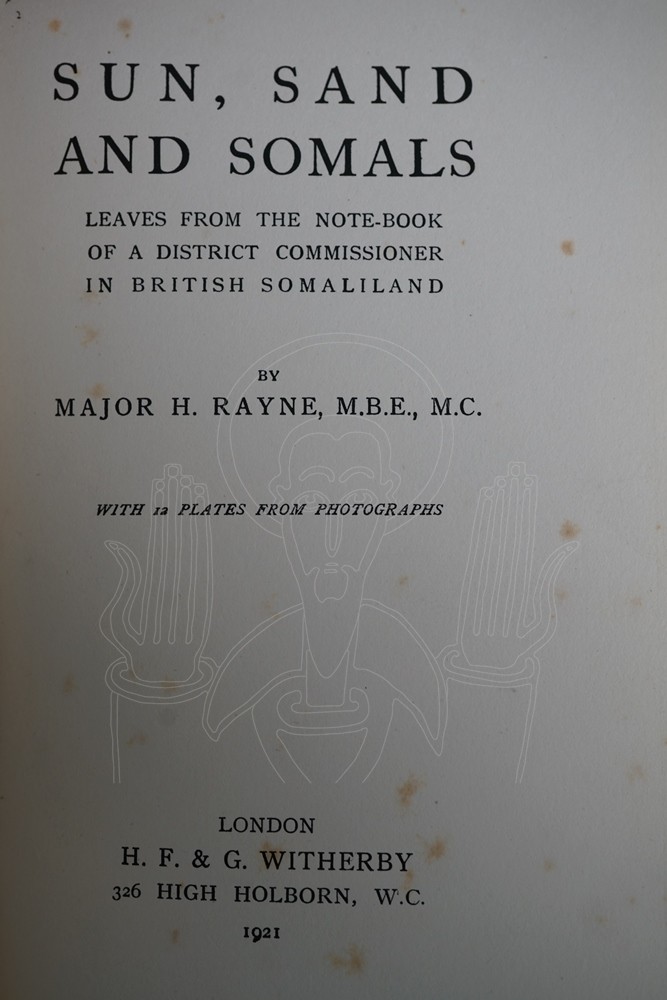 SUN, SAND
AND SOMALS
LEAVES FROM THE NOTE-BOOK
OF A DISTRICT COMMISSIONER
IN BRITISH SOMALILAND
BY
MAJOR H. RAYNE, M.B.E., M.C.
WITH 12 PLATES FROM PHOTOGRAPHS
LONDON
H. F. & G. WITHERBY
326 HIGH HOLBORN, W.C.
1921